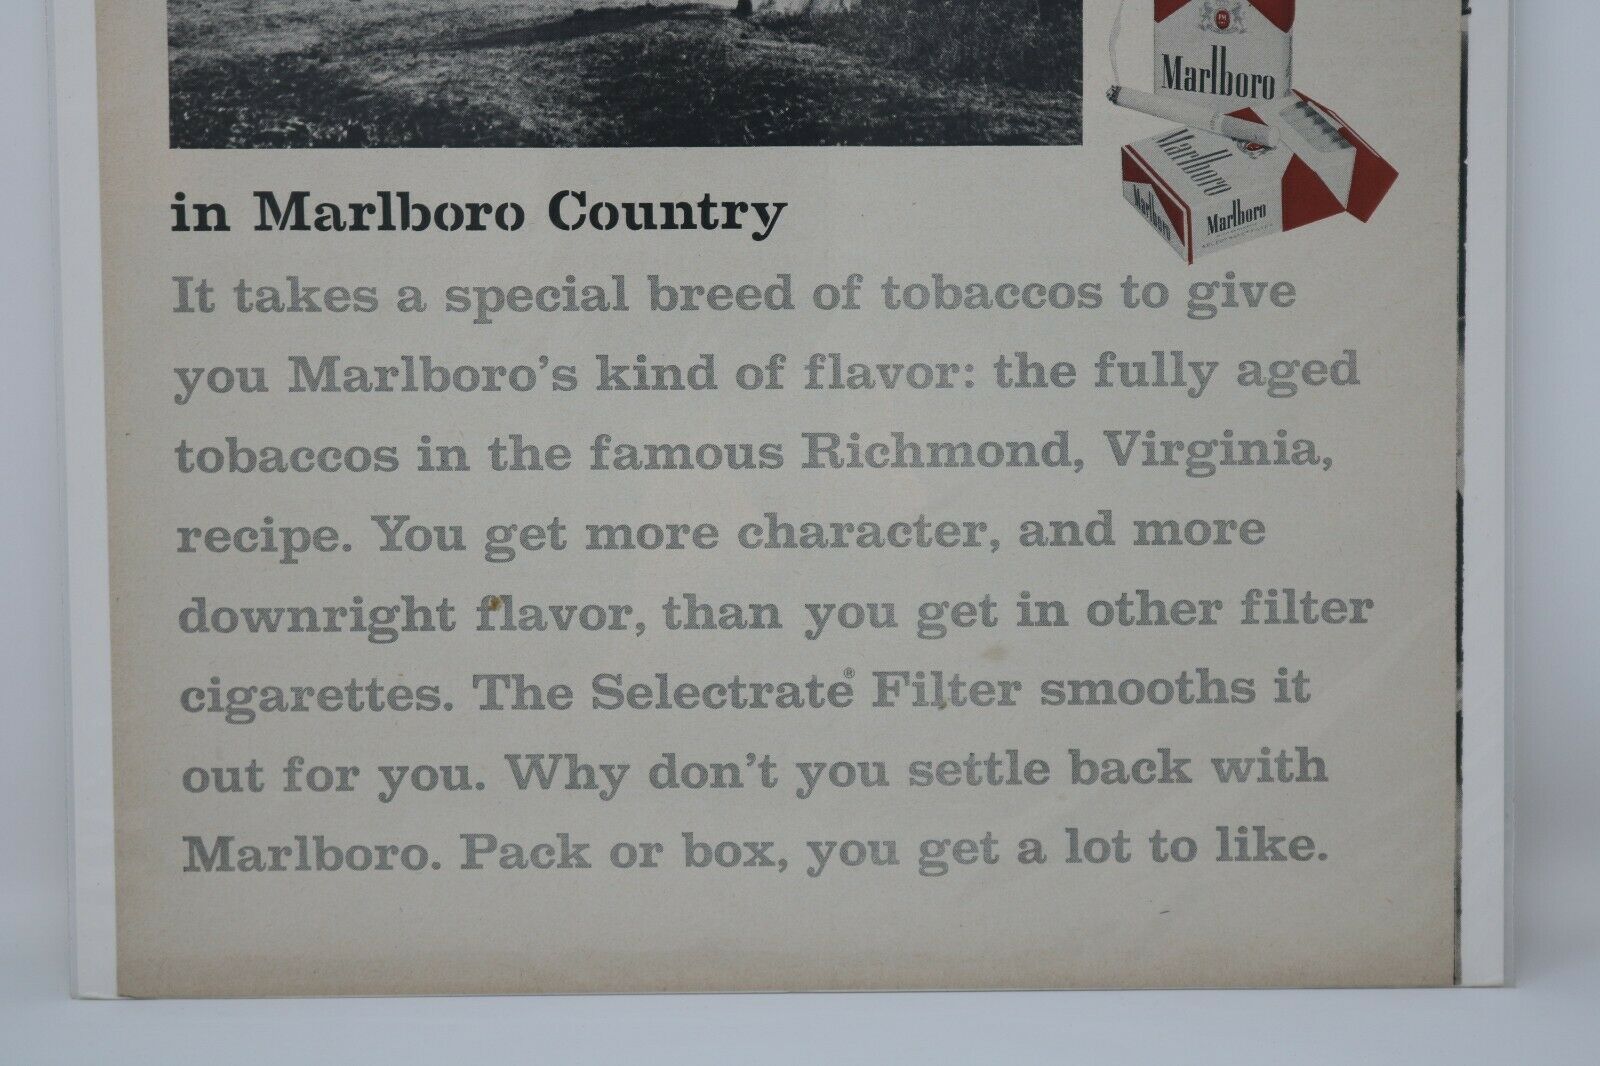 Marlboro
Marlboro
Marlboro
Marlboro
in Marlboro Country
It takes a special breed of tobaccos to give
you Marlboro's kind of flavor: the fully aged
tobaccos in the famous Richmond, Virginia,
recipe. You get more character, and more
downright flavor, than you get in other filter
cigarettes. The Selectrate® Filter smooths it
out for you. Why don't you settle back with
Marlboro. Pack or box, you get a lot to like.